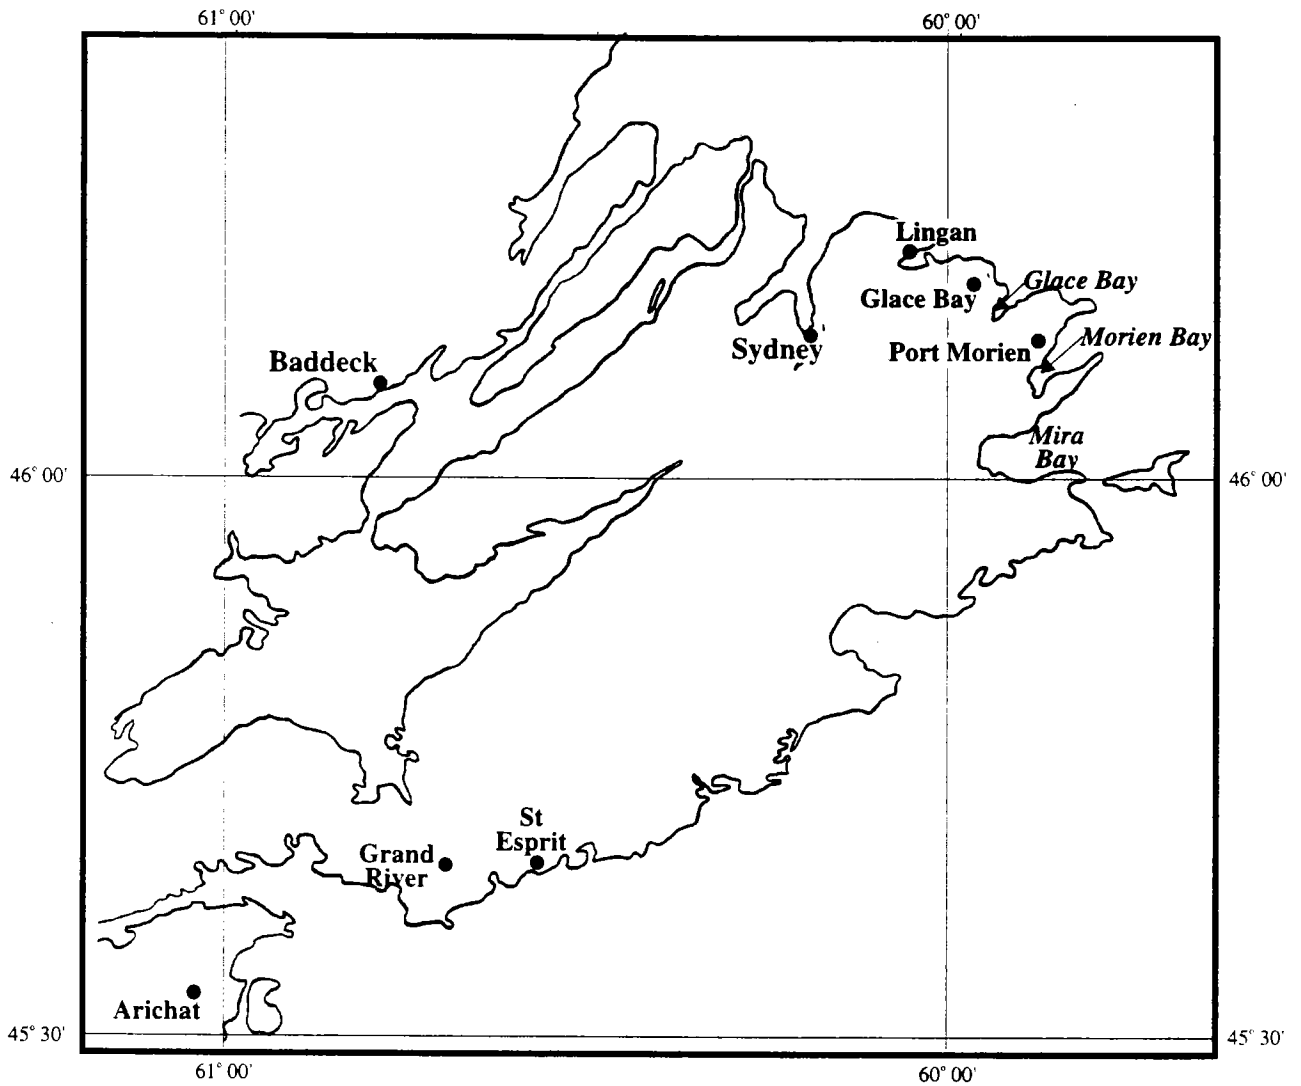 61° 00'
60° 00'
Lingan
Glace Bay
Glace Bay
Sydney
Port Morien
Morien Bay
Baddeck
Mira
Bay
46° 00'
46° 00'
St
Esprit
Grand
River
Arichat
45° 30'
45° 30'
61° 00'
60° 00'